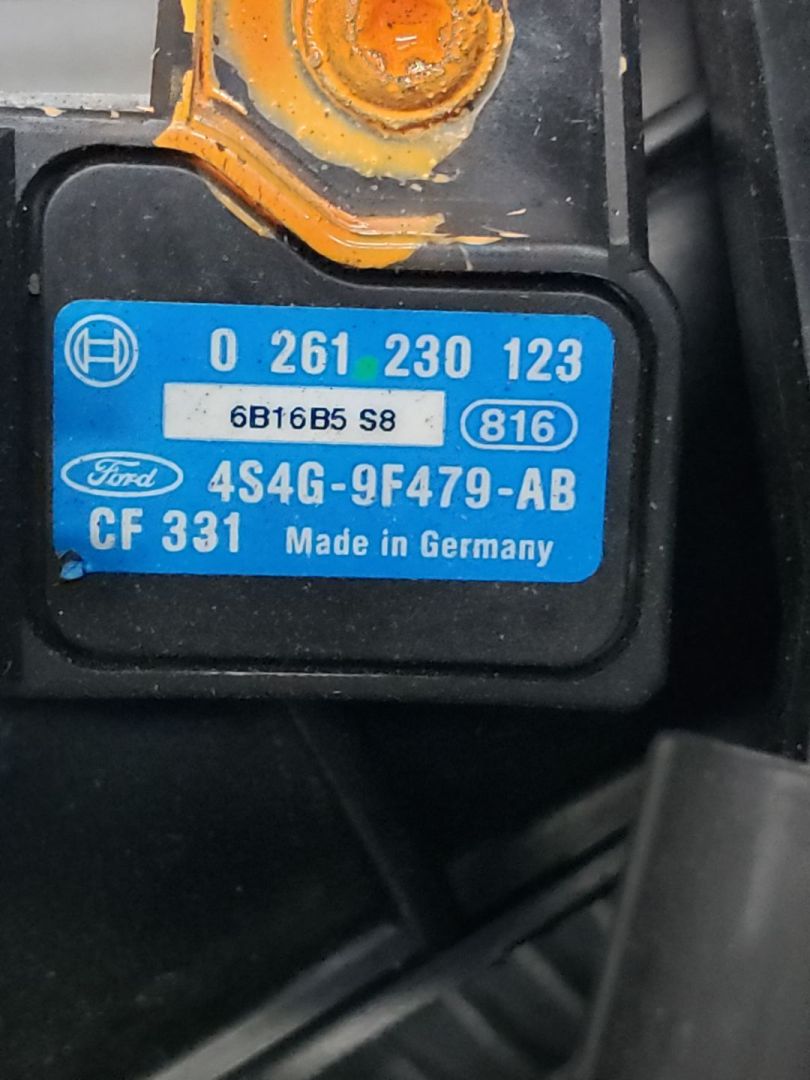 0 261 230 123
6B16B5 S8 816
Ford 4S4G-9F479-AB
CF 331 Made in Germany